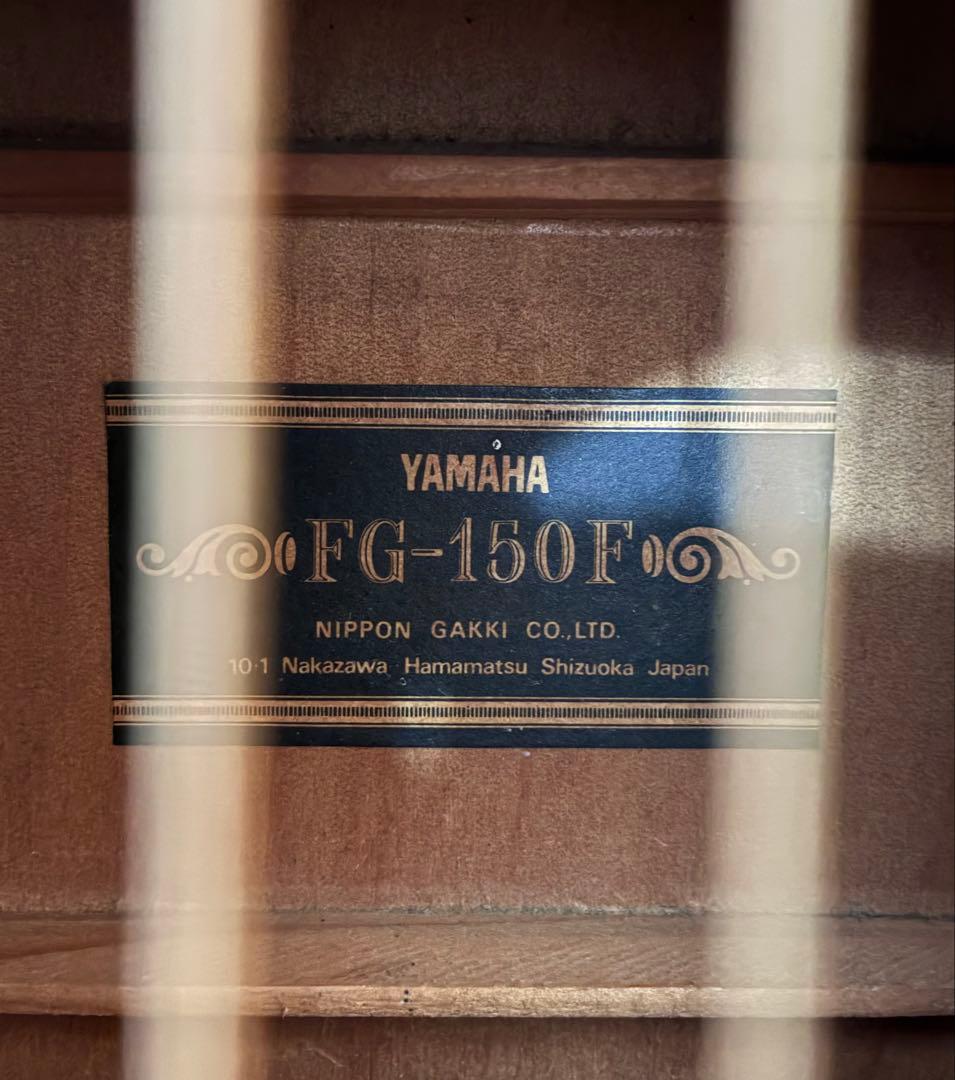 YAMAHA
FG-150F
NIPPON GAKKI CO.,LTD.
10·1 Nakazawa Hamamatsu Shizuoka Japan